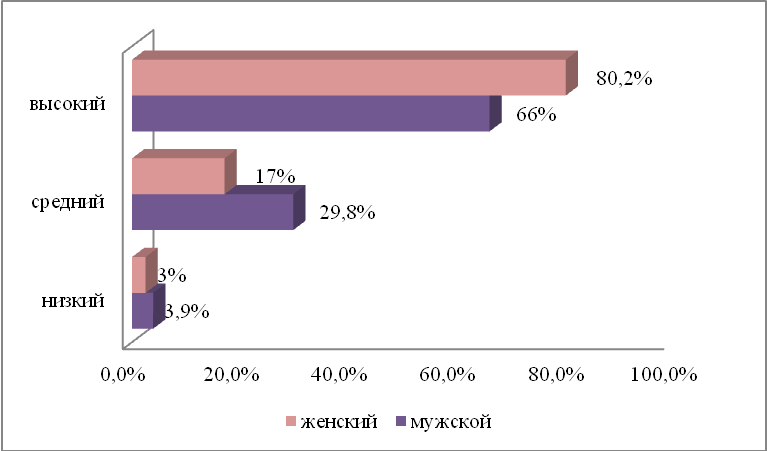 высокий
80,2%
66%
средний
17%
29,8%
низкий
3%
3,9%
0,0% 20,0% 40,0% 60,0% 80,0% 100,0%
женский мужской